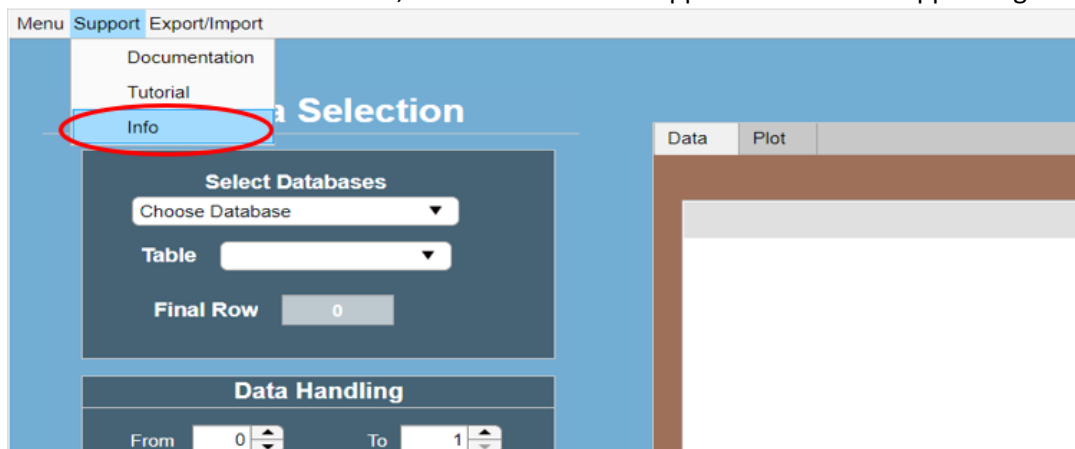 Menu Support Export/Import
Documentation
Tutorial
Info
Selection
Data Plot
Select Databases
Choose Database
Table
Final Row 0
Data Handling
From 0 To 1